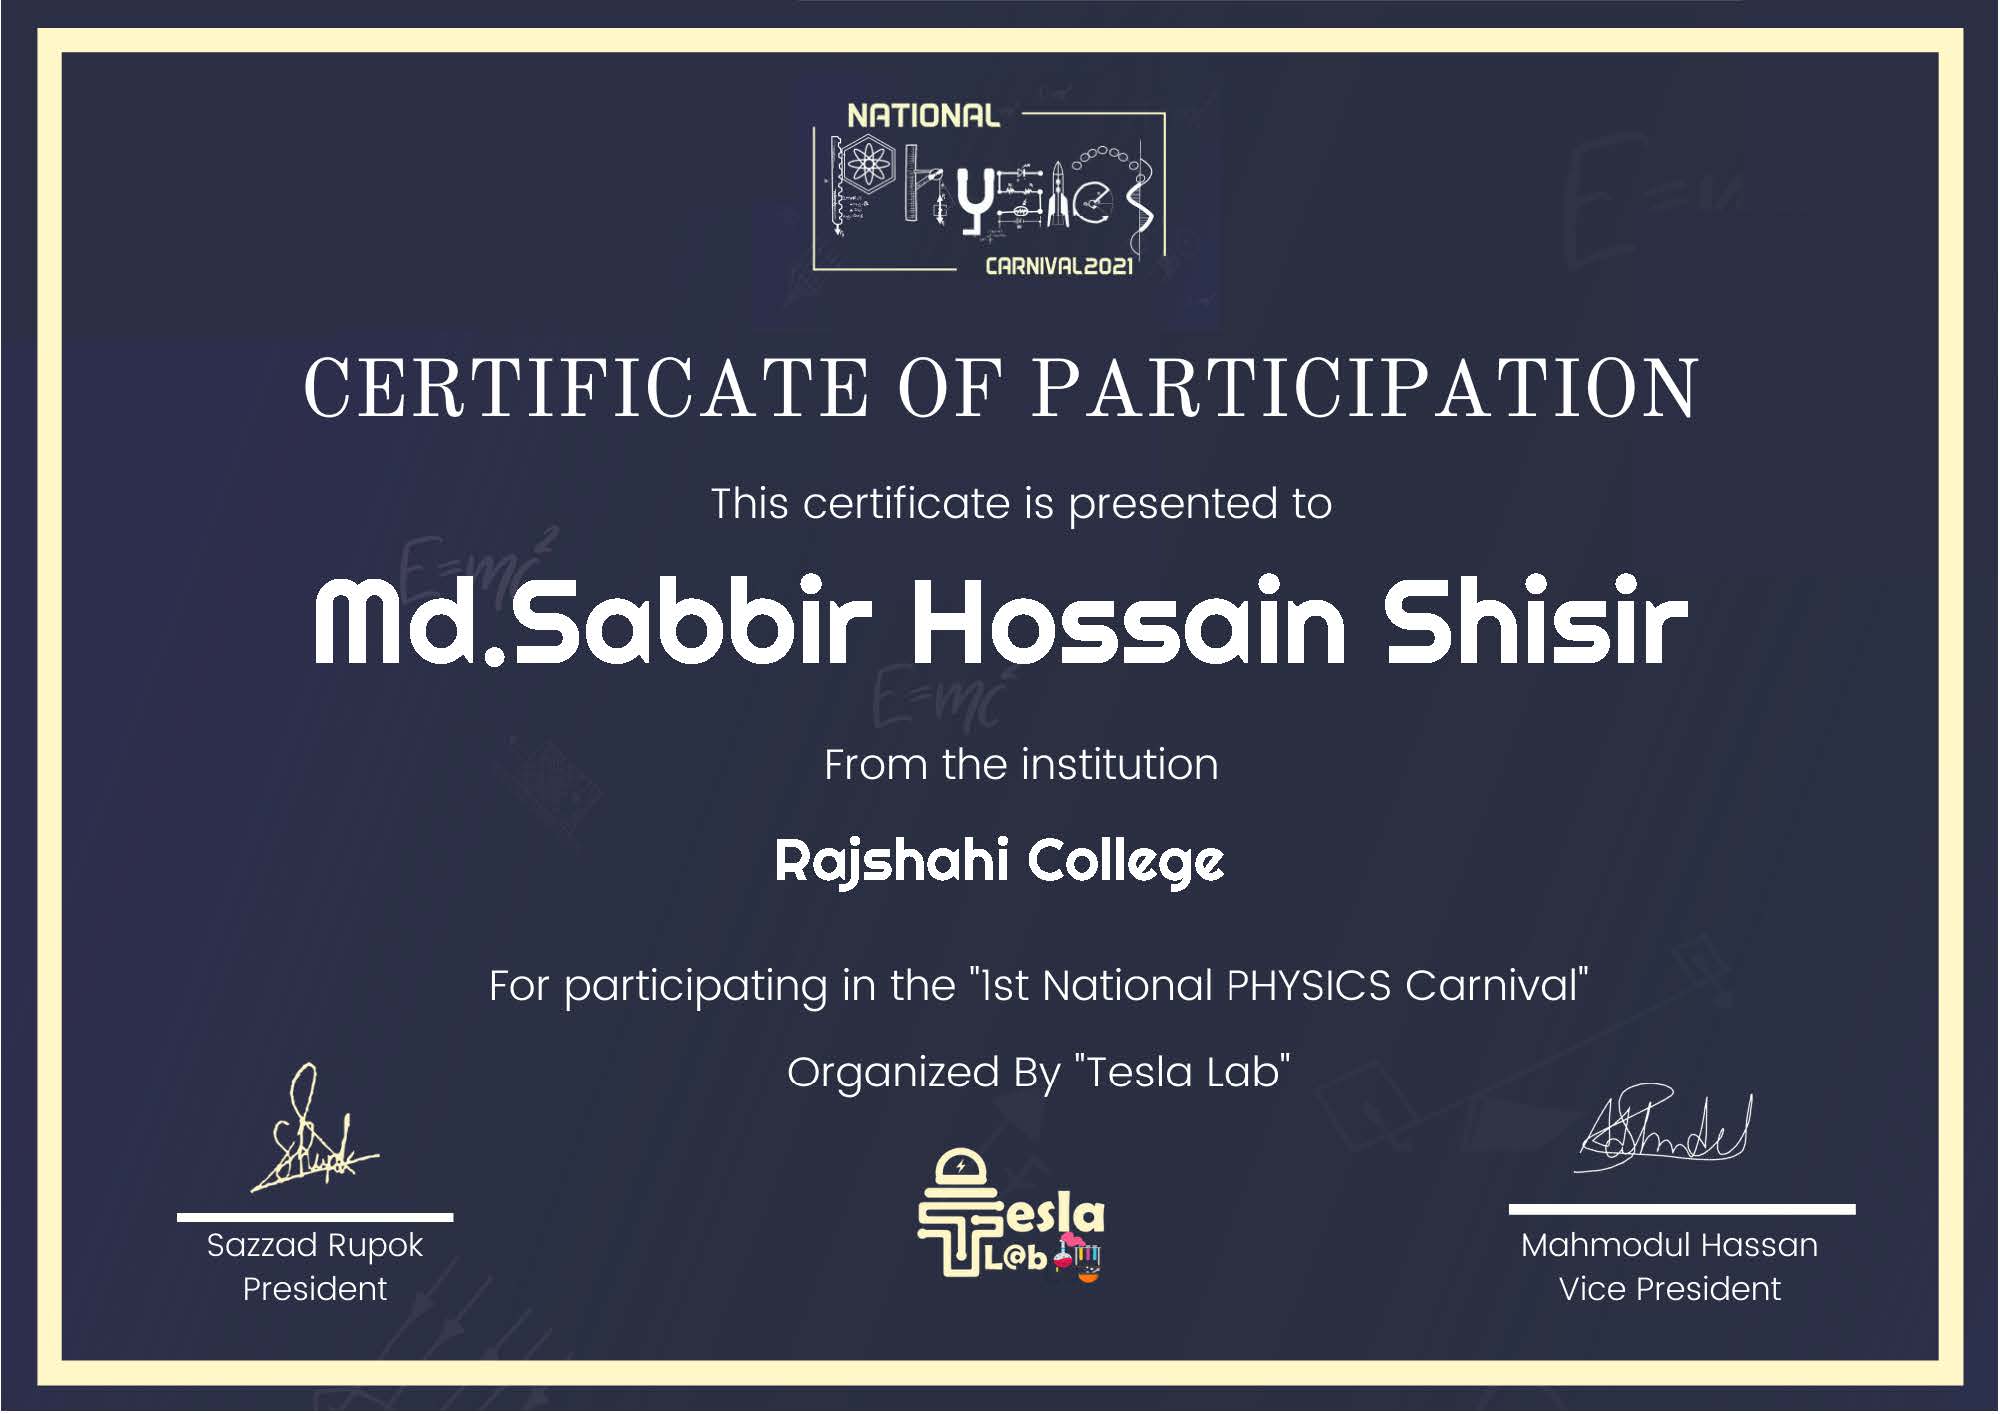 NATIONAL
Physics
CARNIVAL2021
CERTIFICATE OF PARTICIPATION
This certificate is presented to
E=mc²
Md.Sabbir Hossain Shisir
E=mc²
From the institution
Rajshahi College
For participating in the "1st National PHYSICS Carnival"
Organized By "Tesla Lab"
Tesla
L@b
Sazzad Rupok
President
Mahmodul Hassan
Vice President